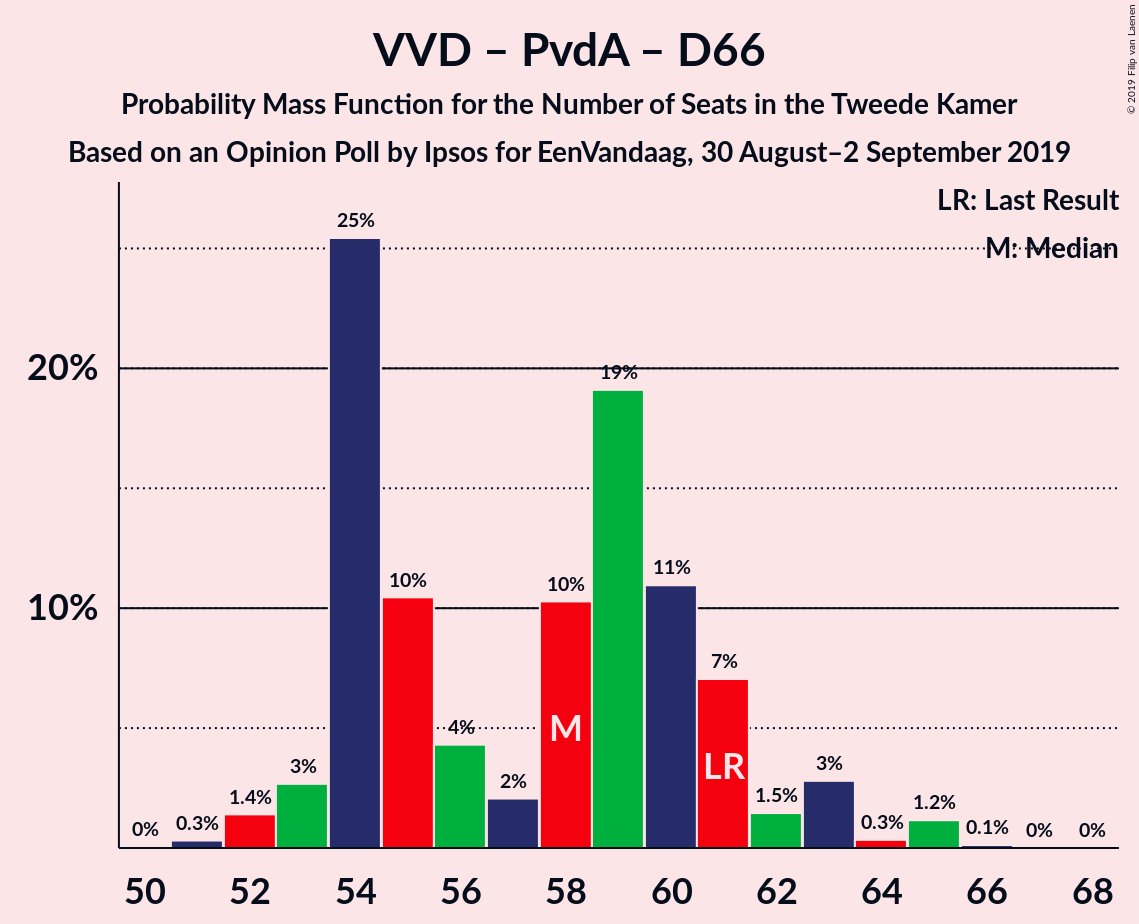 VVD – PvdA – D66
Probability Mass Function for the Number of Seats in the Tweede Kamer
Based on an Opinion Poll by Ipsos for EenVandaag, 30 August–2 September 2019
© 2019 Filip van Laenen
LR: Last Result
M: Median
20%
10%
0%
0.3%
1.4%
3%
25%
10%
4%
2%
10%
19%
11%
7%
1.5%
3%
0.3%
1.2%
0.1%
0%
0%
M
LR
50 52 54 56 58 60 62 64 66 68